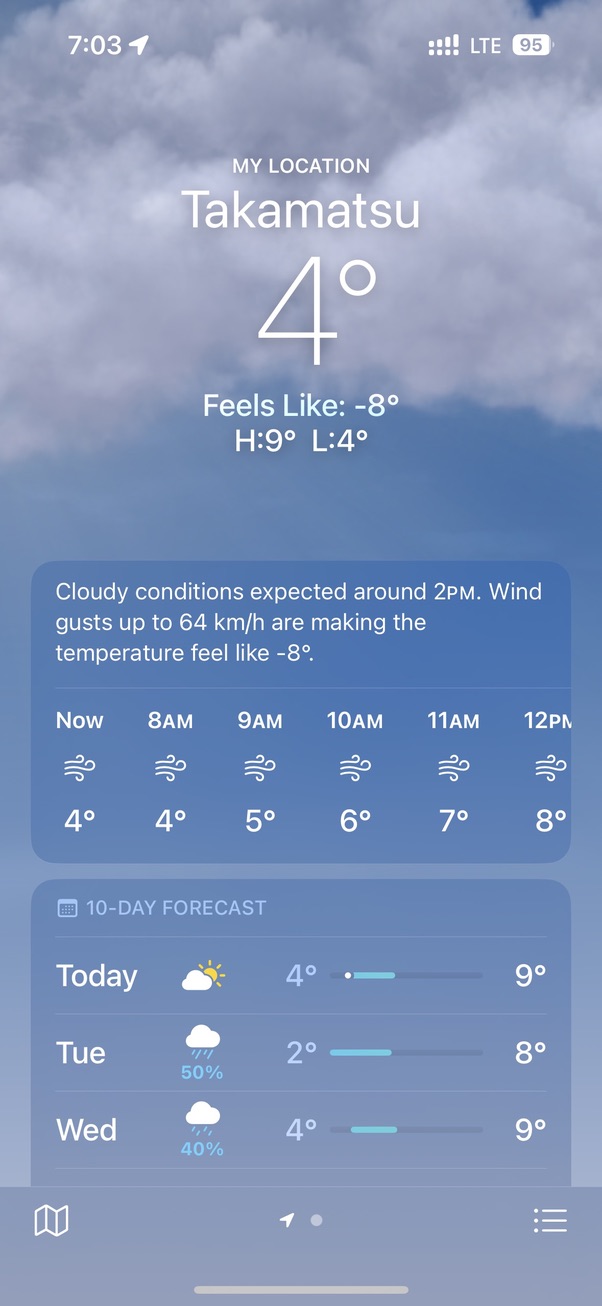 7:03 LTE 95
MY LOCATION
Takamatsu
4°
Feels Like: -8°
H:9° L:4°
Cloudy conditions expected around 2PM. Wind
gusts up to 64 km/h are making the
temperature feel like -8°.
Now 8AM 9AM 10AM 11AM 12PM
4° 4° 5° 6° 7° 8°
10-DAY FORECAST
Today 4° 9°
Tue 50% 2° 8°
Wed 40% 4° 9°